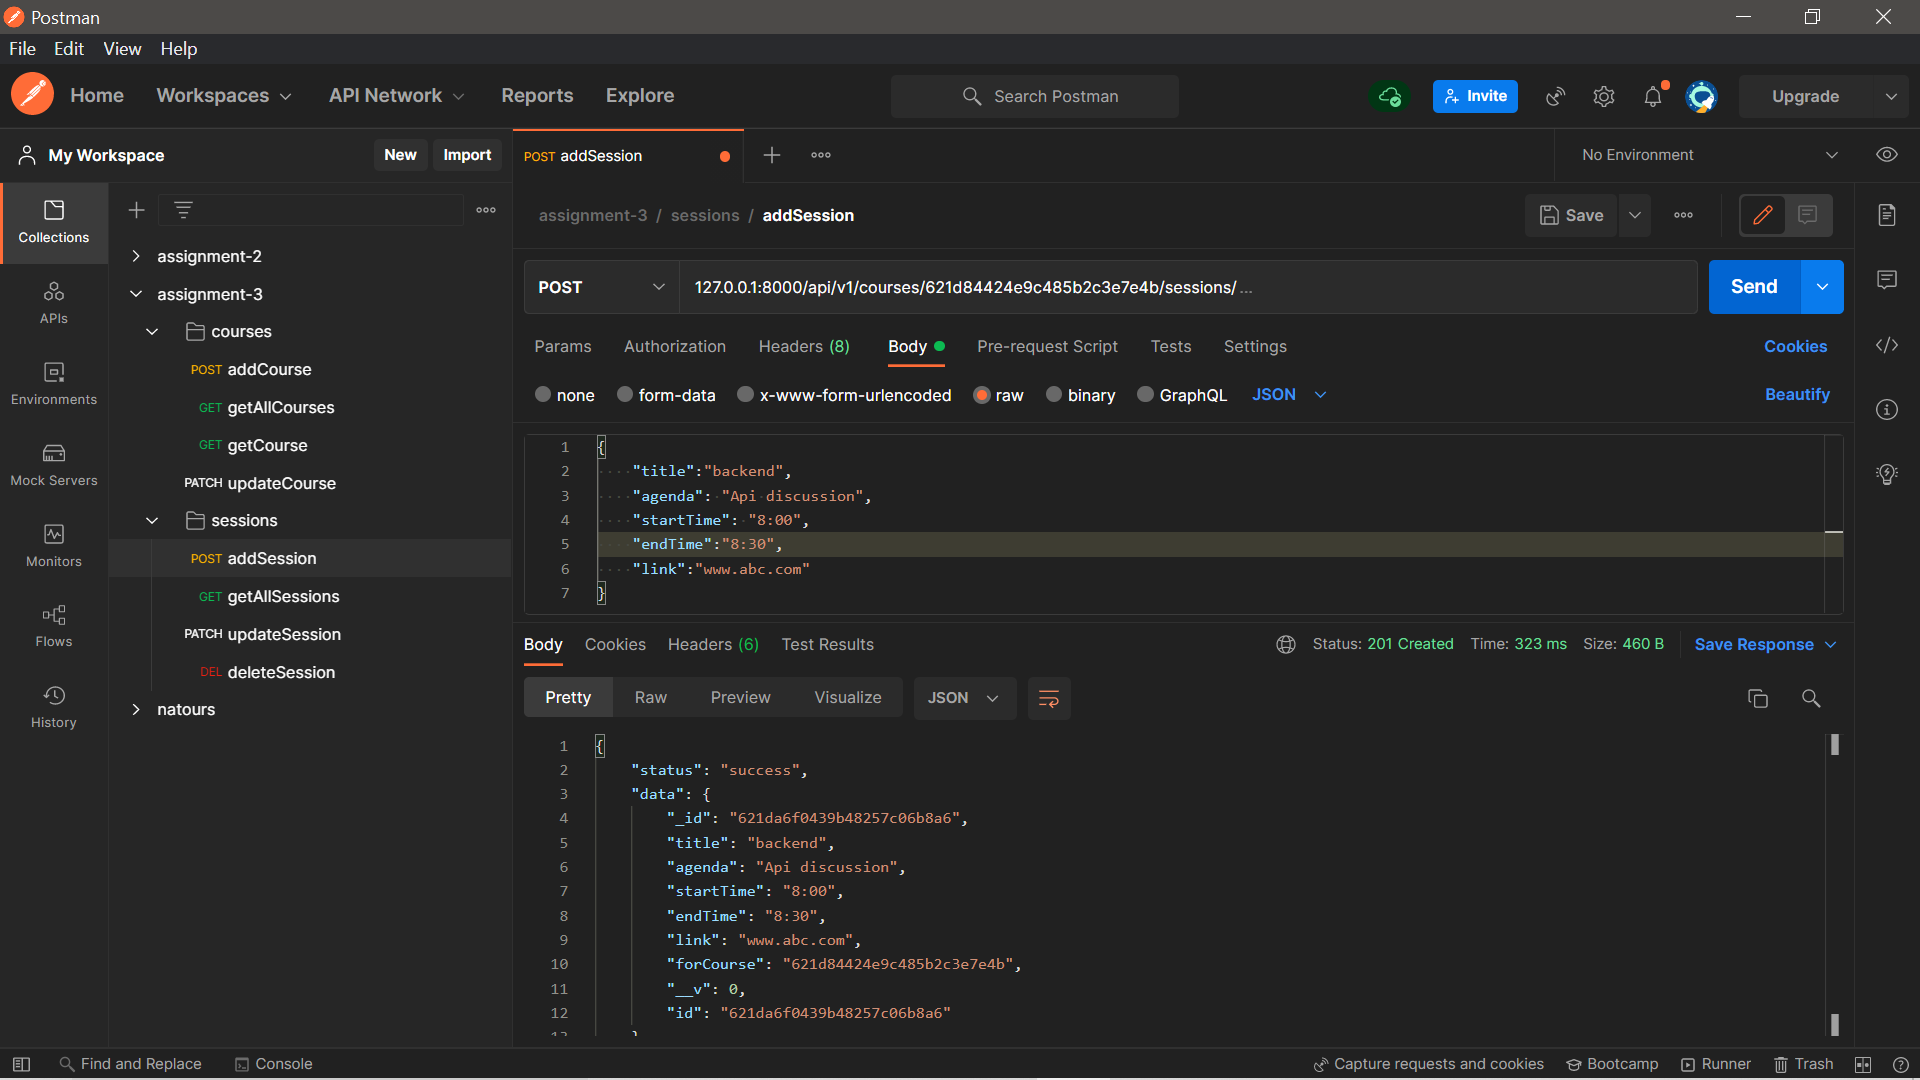 Postman
File Edit View Help
Home Workspaces API Network Reports Explore Search Postman Invite Upgrade
My Workspace New Import POST addSession No Environment
Collections
APIs
Environments
Mock Servers
Monitors
Flows
History
assignment-2
assignment-3
courses
POST addCourse
GET getAllCourses
GET getCourse
PATCH updateCourse
sessions
POST addSession
GET getAllSessions
PATCH updateSession
DEL deleteSession
natours
assignment-3 / sessions / addSession Save
POST 127.0.0.1:8000/api/v1/courses/621d84424e9c485b2c3e7e4b/sessions/ ... Send
Params Authorization Headers (8) Body Pre-request Script Tests Settings Cookies
none form-data x-www-form-urlencoded raw binary GraphQL JSON Beautify
1 {
2 "title":"backend",
3 "agenda": "Api discussion",
4 "startTime": "8:00",
5 "endTime":"8:30",
6 "link":"www.abc.com"
7 }
Body Cookies Headers (6) Test Results Status: 201 Created Time: 323 ms Size: 460 B Save Response
Pretty Raw Preview Visualize JSON
1 {
2 "status": "success",
3 "data": {
4 "_id": "621da6f0439b48257c06b8a6",
5 "title": "backend",
6 "agenda": "Api discussion",
7 "startTime": "8:00",
8 "endTime": "8:30",
9 "link": "www.abc.com",
10 "forCourse": "621d84424e9c485b2c3e7e4b",
11 "__v": 0,
12 "id": "621da6f0439b48257c06b8a6"
13 }
Find and Replace Console Capture requests and cookies Bootcamp Runner Trash